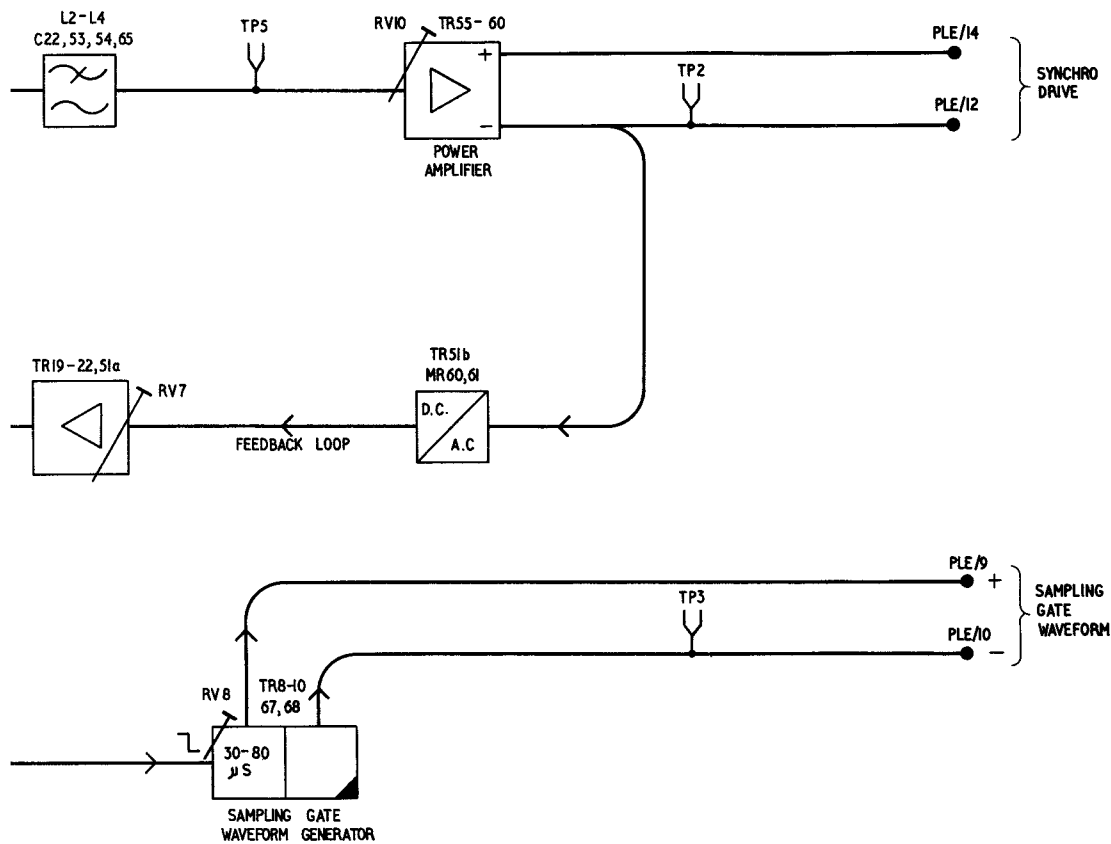 L2-L4
C22, 53, 54, 65
TP5
RV10
TR55-60
+
−
POWER
AMPLIFIER
TP2
PLE/14
PLE/12
SYNCHRO
DRIVE
TR19-22, 51a
RV7
FEEDBACK LOOP
TR51b
MR60, 61
D.C.
A.C
PLE/9
+
TP3
PLE/10
−
SAMPLING
GATE
WAVEFORM
RV8
TR8-10
67, 68
30-80
μS
SAMPLING GATE
WAVEFORM GENERATOR